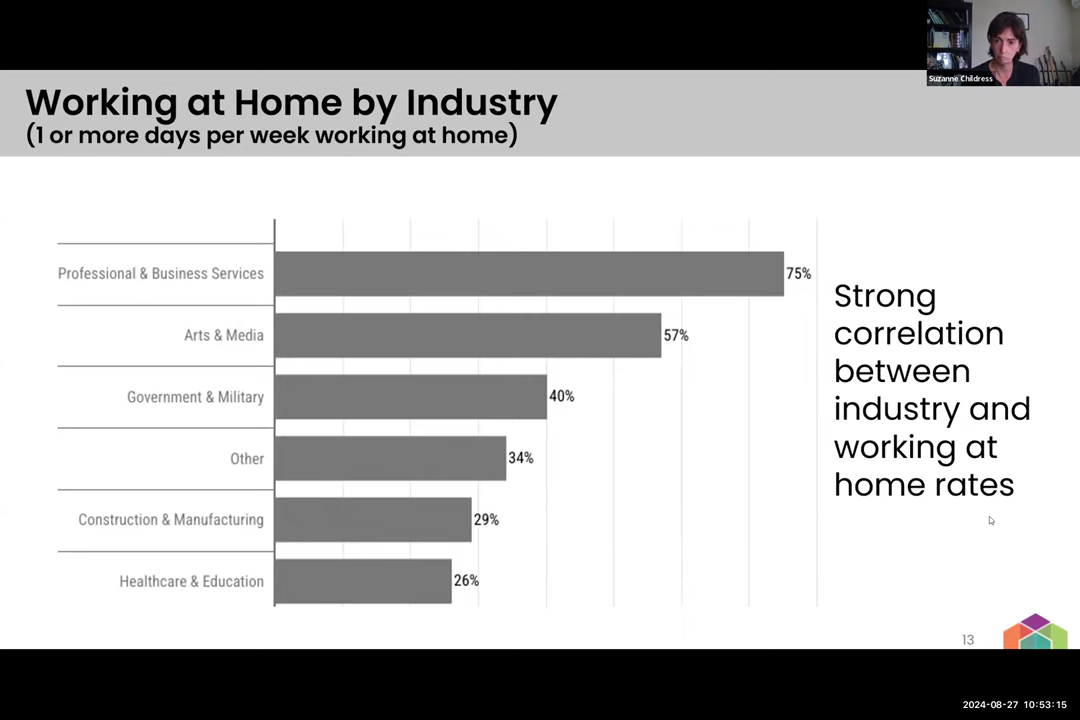 Suzanne Childress
Working at Home by Industry
(1 or more days per week working at home)
Professional & Business Services
75%
Arts & Media
57%
Government & Military
40%
Other
34%
Construction & Manufacturing
29%
Healthcare & Education
26%
Strong
correlation
between
industry and
working at
home rates
13
2024-08-27 10:53:15